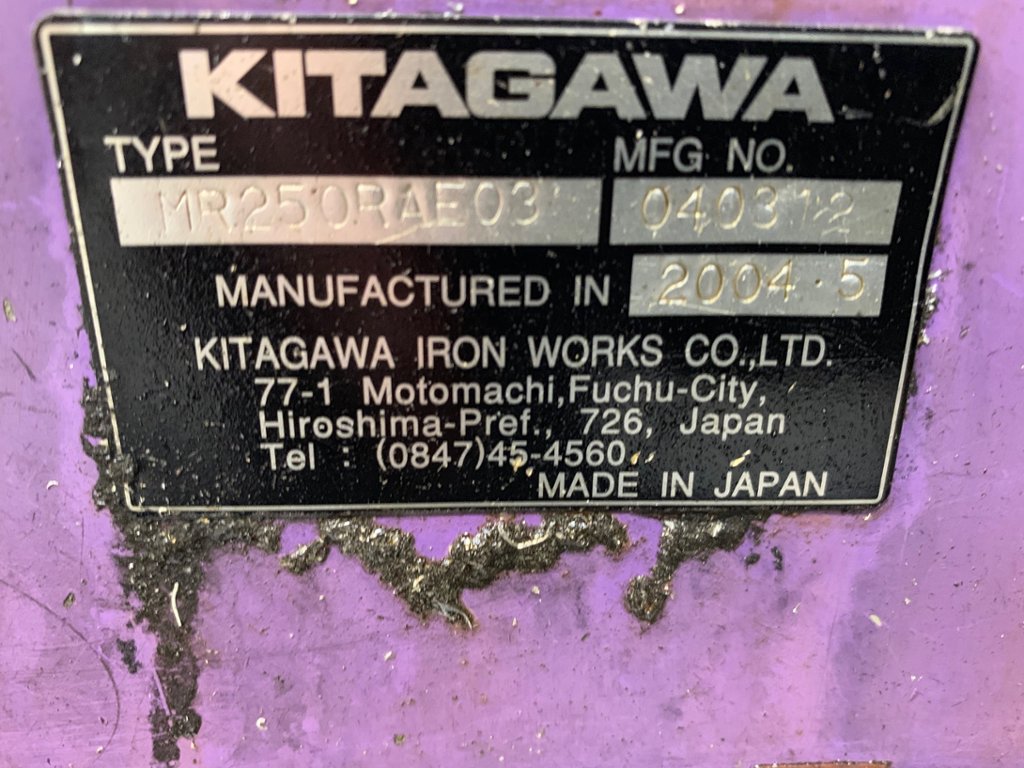 KITAGAWA
TYPE MFG NO.
MR250RAE03
MANUFACTURED IN 2004.5
KITAGAWA IRON WORKS CO.,LTD.
77-1 Motomachi,Fuchu-City,
Hiroshima-Pref., 726, Japan
Tel : (0847)45-4560
MADE IN JAPAN